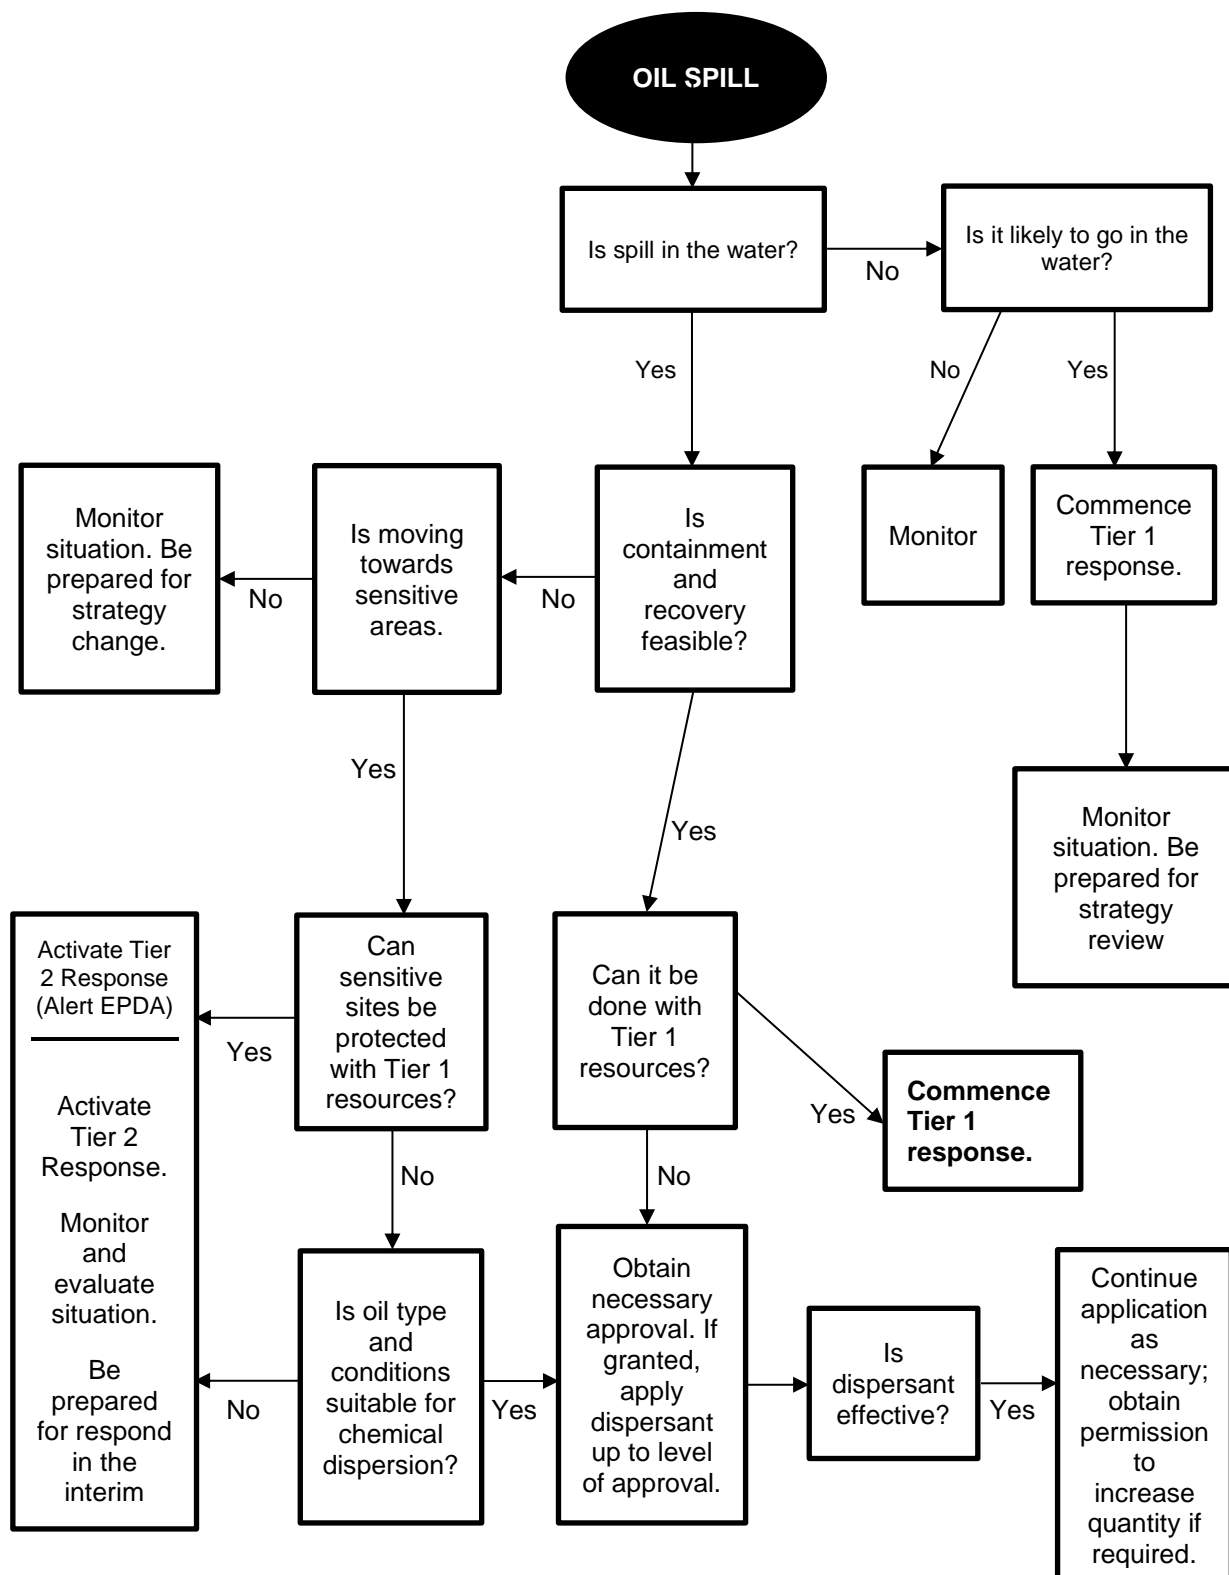 OIL SPILL
Is spill in the water?
No
Is it likely to go in the
water?
Yes
No
Yes
Monitor
situation. Be
prepared for
strategy
change.
No
Is moving
towards
sensitive
areas.
No
Is
containment
and
recovery
feasible?
Monitor
Commence
Tier 1
response.
Yes
Yes
Monitor
situation. Be
prepared for
strategy
review
Activate Tier
2 Response
(Alert EPDA)
Activate
Tier 2
Response.
Monitor
and
evaluate
situation.
Be
prepared
for respond
in the
interim
Yes
Can
sensitive
sites be
protected
with Tier 1
resources?
Can it be
done with
Tier 1
resources?
Yes
Commence
Tier 1
response.
No
No
No
Is oil type
and
conditions
suitable for
chemical
dispersion?
Yes
Obtain
necessary
approval. If
granted,
apply
dispersant
up to level
of approval.
Is
dispersant
effective?
Yes
Continue
application
as
necessary;
obtain
permission
to
increase
quantity if
required.